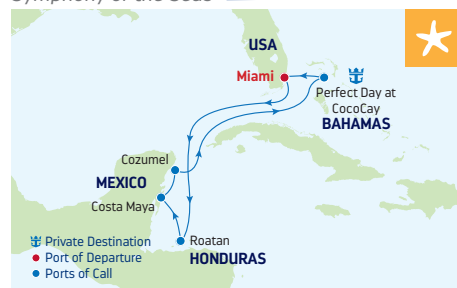 Symphony of the Seas
USA
Miami
Perfect Day at
CocoCay
BAHAMAS
Cozumel
MEXICO
Costa Maya
Roatan
HONDURAS
Private Destination
Port of Departure
Ports of Call